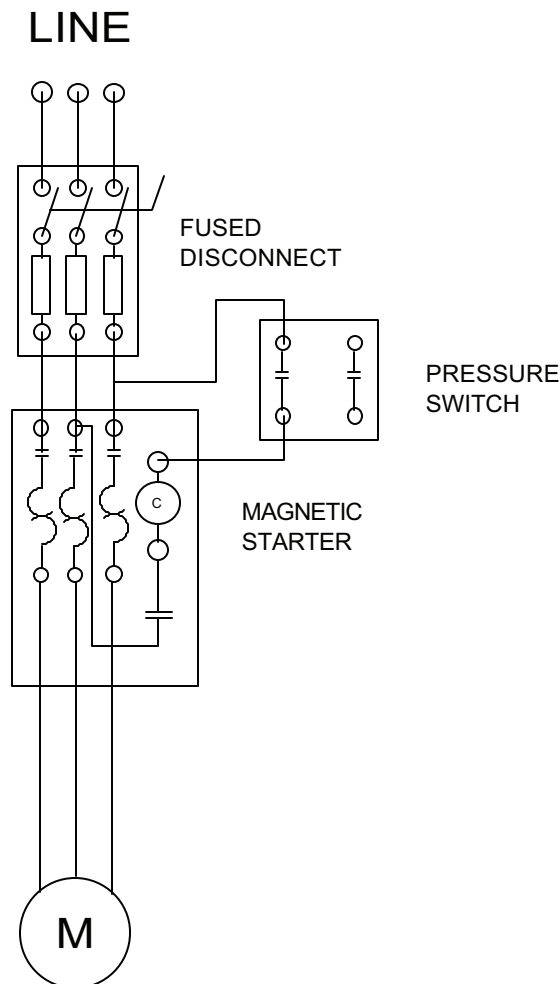 LINE
FUSED
DISCONNECT
PRESSURE
SWITCH
C
MAGNETIC
STARTER
M